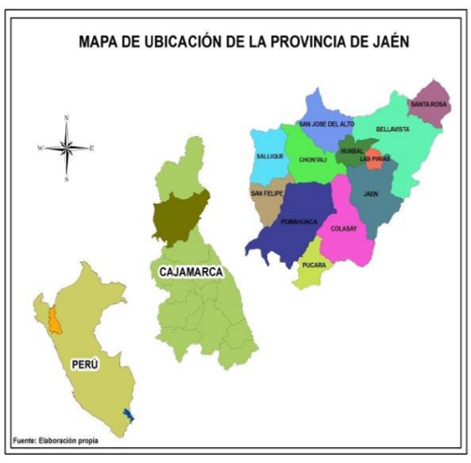 MAPA DE UBICACIÓN DE LA PROVINCIA DE JAÉN
N
W
E
S
SANTA ROSA
SAN JOSE DEL ALTO
BELLAVISTA
HUABAL
SALLIQUE
CHONTALI
LAS PIRIAS
SAN FELIPE
JAEN
POMAHUACA
COLASAY
PUCARA
CAJAMARCA
PERÚ
Fuente: Elaboración propia